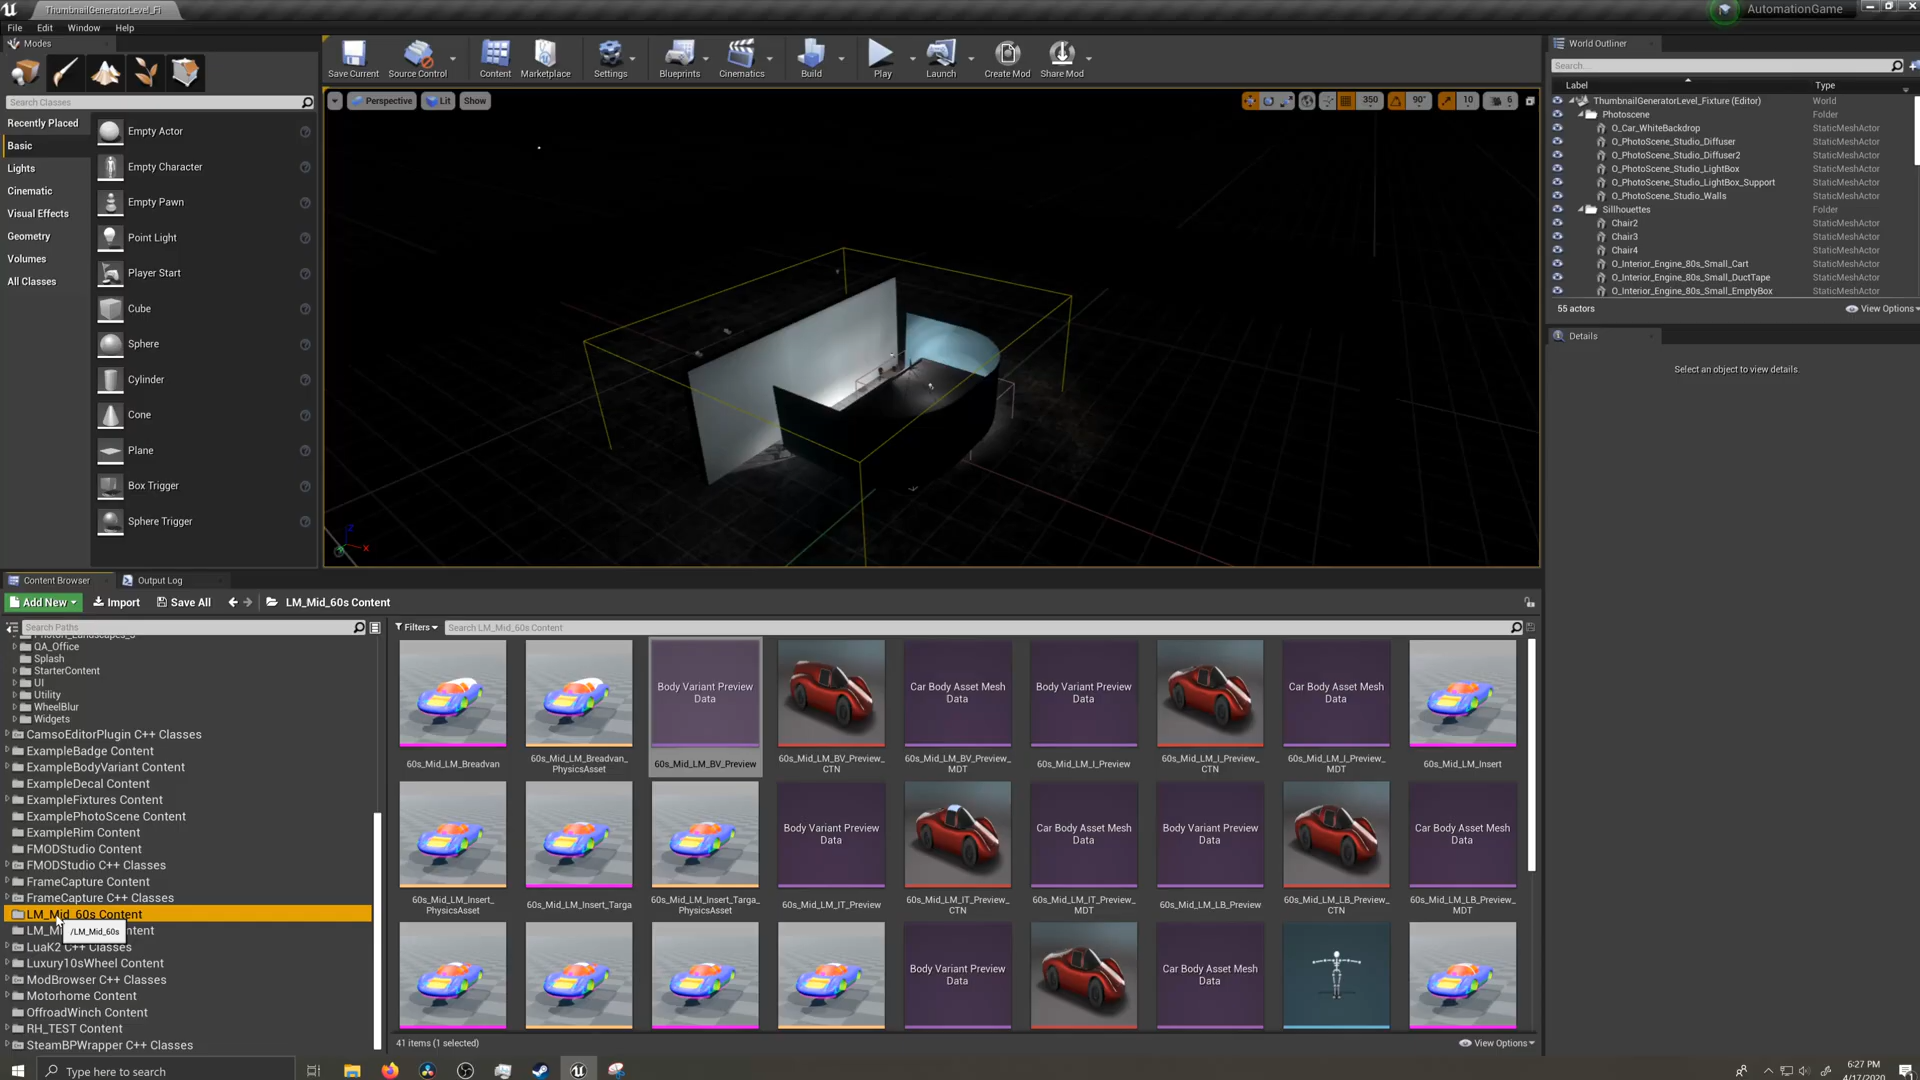 ThumbnailGeneratorLevel_Fi
AutomationGame
File Edit Window Help
Modes
Search Classes
Recently Placed
Basic
Lights
Cinematic
Visual Effects
Geometry
Volumes
All Classes
Empty Actor
Empty Character
Empty Pawn
Point Light
Player Start
Cube
Sphere
Cylinder
Cone
Plane
Box Trigger
Sphere Trigger
Save Current Source Control Content Marketplace Settings Blueprints Cinematics Build Play Launch Create Mod Share Mod
Perspective Lit Show
350 90° 10 6
World Outliner
Search...
Label Type
ThumbnailGeneratorLevel_Fixture (Editor) World
Photoscene Folder
O_Car_WhiteBackdrop StaticMeshActor
O_PhotoScene_Studio_Diffuser StaticMeshActor
O_PhotoScene_Studio_Diffuser2 StaticMeshActor
O_PhotoScene_Studio_LightBox StaticMeshActor
O_PhotoScene_Studio_LightBox_Support StaticMeshActor
O_PhotoScene_Studio_Walls StaticMeshActor
Sillhouettes Folder
Chair2 StaticMeshActor
Chair3 StaticMeshActor
Chair4 StaticMeshActor
O_Interior_Engine_80s_Small_Cart StaticMeshActor
O_Interior_Engine_80s_Small_DuctTape StaticMeshActor
O_Interior_Engine_80s_Small_EmptyBox StaticMeshActor
55 actors View Options
Details
Select an object to view details.
Content Browser Output Log
Add New Import Save All LM_Mid_60s Content
Search Paths
QA_Office
Splash
StarterContent
UI
Utility
WheelBlur
Widgets
CamsoEditorPlugin C++ Classes
ExampleBadge Content
ExampleBodyVariant Content
ExampleDecal Content
ExampleFixtures Content
ExamplePhotoScene Content
ExampleRim Content
FMODStudio Content
FMODStudio C++ Classes
FrameCapture Content
FrameCapture C++ Classes
LM_Mid_60s Content
/LM_Mid_60s
LuaK2 C++ Classes
Luxury10sWheel Content
ModBrowser C++ Classes
Motorhome Content
OffroadWinch Content
RH_TEST Content
SteamBPWrapper C++ Classes
Filters Search LM_Mid_60s Content
Body Variant Preview Data
Car Body Asset Mesh Data
Body Variant Preview Data
Car Body Asset Mesh Data
60s_Mid_LM_Breadvan
60s_Mid_LM_Breadvan_PhysicsAsset
60s_Mid_LM_BV_Preview
60s_Mid_LM_BV_Preview_CTN
60s_Mid_LM_BV_Preview_MDT
60s_Mid_LM_I_Preview
60s_Mid_LM_I_Preview_CTN
60s_Mid_LM_I_Preview_MDT
60s_Mid_LM_Insert
Body Variant Preview Data
Car Body Asset Mesh Data
Body Variant Preview Data
Car Body Asset Mesh Data
60s_Mid_LM_Insert_PhysicsAsset
60s_Mid_LM_Insert_Targa
60s_Mid_LM_Insert_Targa_PhysicsAsset
60s_Mid_LM_IT_Preview
60s_Mid_LM_IT_Preview_CTN
60s_Mid_LM_IT_Preview_MDT
60s_Mid_LM_LB_Preview
60s_Mid_LM_LB_Preview_CTN
60s_Mid_LM_LB_Preview_MDT
Body Variant Preview Data
Car Body Asset Mesh Data
41 items (1 selected) View Options
Type here to search
6:27 PM
4/17/2020